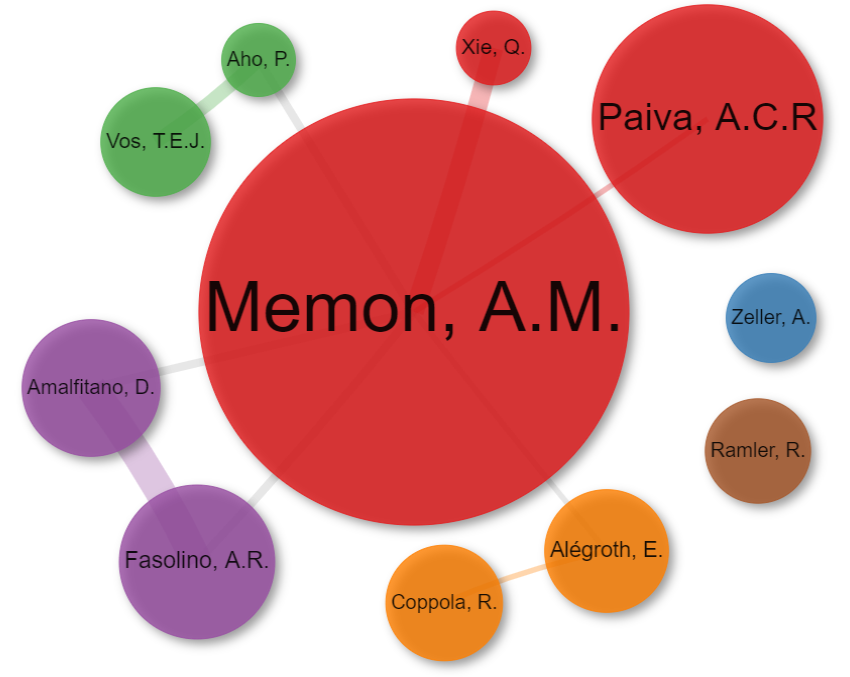 Xie, Q.
Aho, P.
Paiva, A.C.R
Vos, T.E.J.
Memon, A.M.
Zeller, A.
Amalfitano, D.
Ramler, R.
Alégroth, E.
Fasolino, A.R.
Coppola, R.